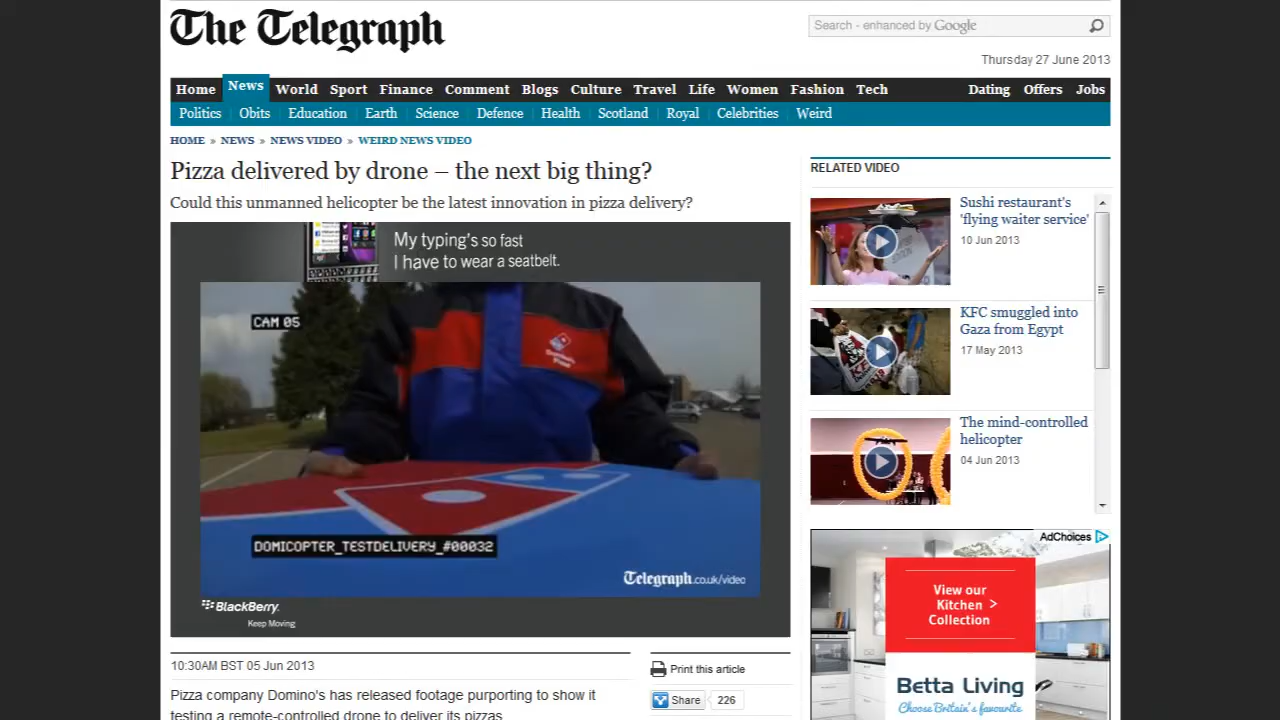 The Telegraph
Search - enhanced by Google
Thursday 27 June 2013
Home News World Sport Finance Comment Blogs Culture Travel Life Women Fashion Tech Dating Offers Jobs
Politics Obits Education Earth Science Defence Health Scotland Royal Celebrities Weird
HOME » NEWS » NEWS VIDEO » WEIRD NEWS VIDEO
Pizza delivered by drone – the next big thing?
Could this unmanned helicopter be the latest innovation in pizza delivery?
My typing's so fast
I have to wear a seatbelt.
CAM 05
DOMICOPTER_TESTDELIVERY_#00032
Telegraph.co.uk/video
BlackBerry.
Keep Moving
10:30AM BST 05 Jun 2013
Pizza company Domino's has released footage purporting to show it
testing a remote-controlled drone to deliver its pizzas
Print this article
Share 226
RELATED VIDEO
Sushi restaurant's
'flying waiter service'
10 Jun 2013
KFC smuggled into
Gaza from Egypt
17 May 2013
The mind-controlled
helicopter
04 Jun 2013
AdChoices
View our
Kitchen >
Collection
Betta Living
Choose Britain's favourite